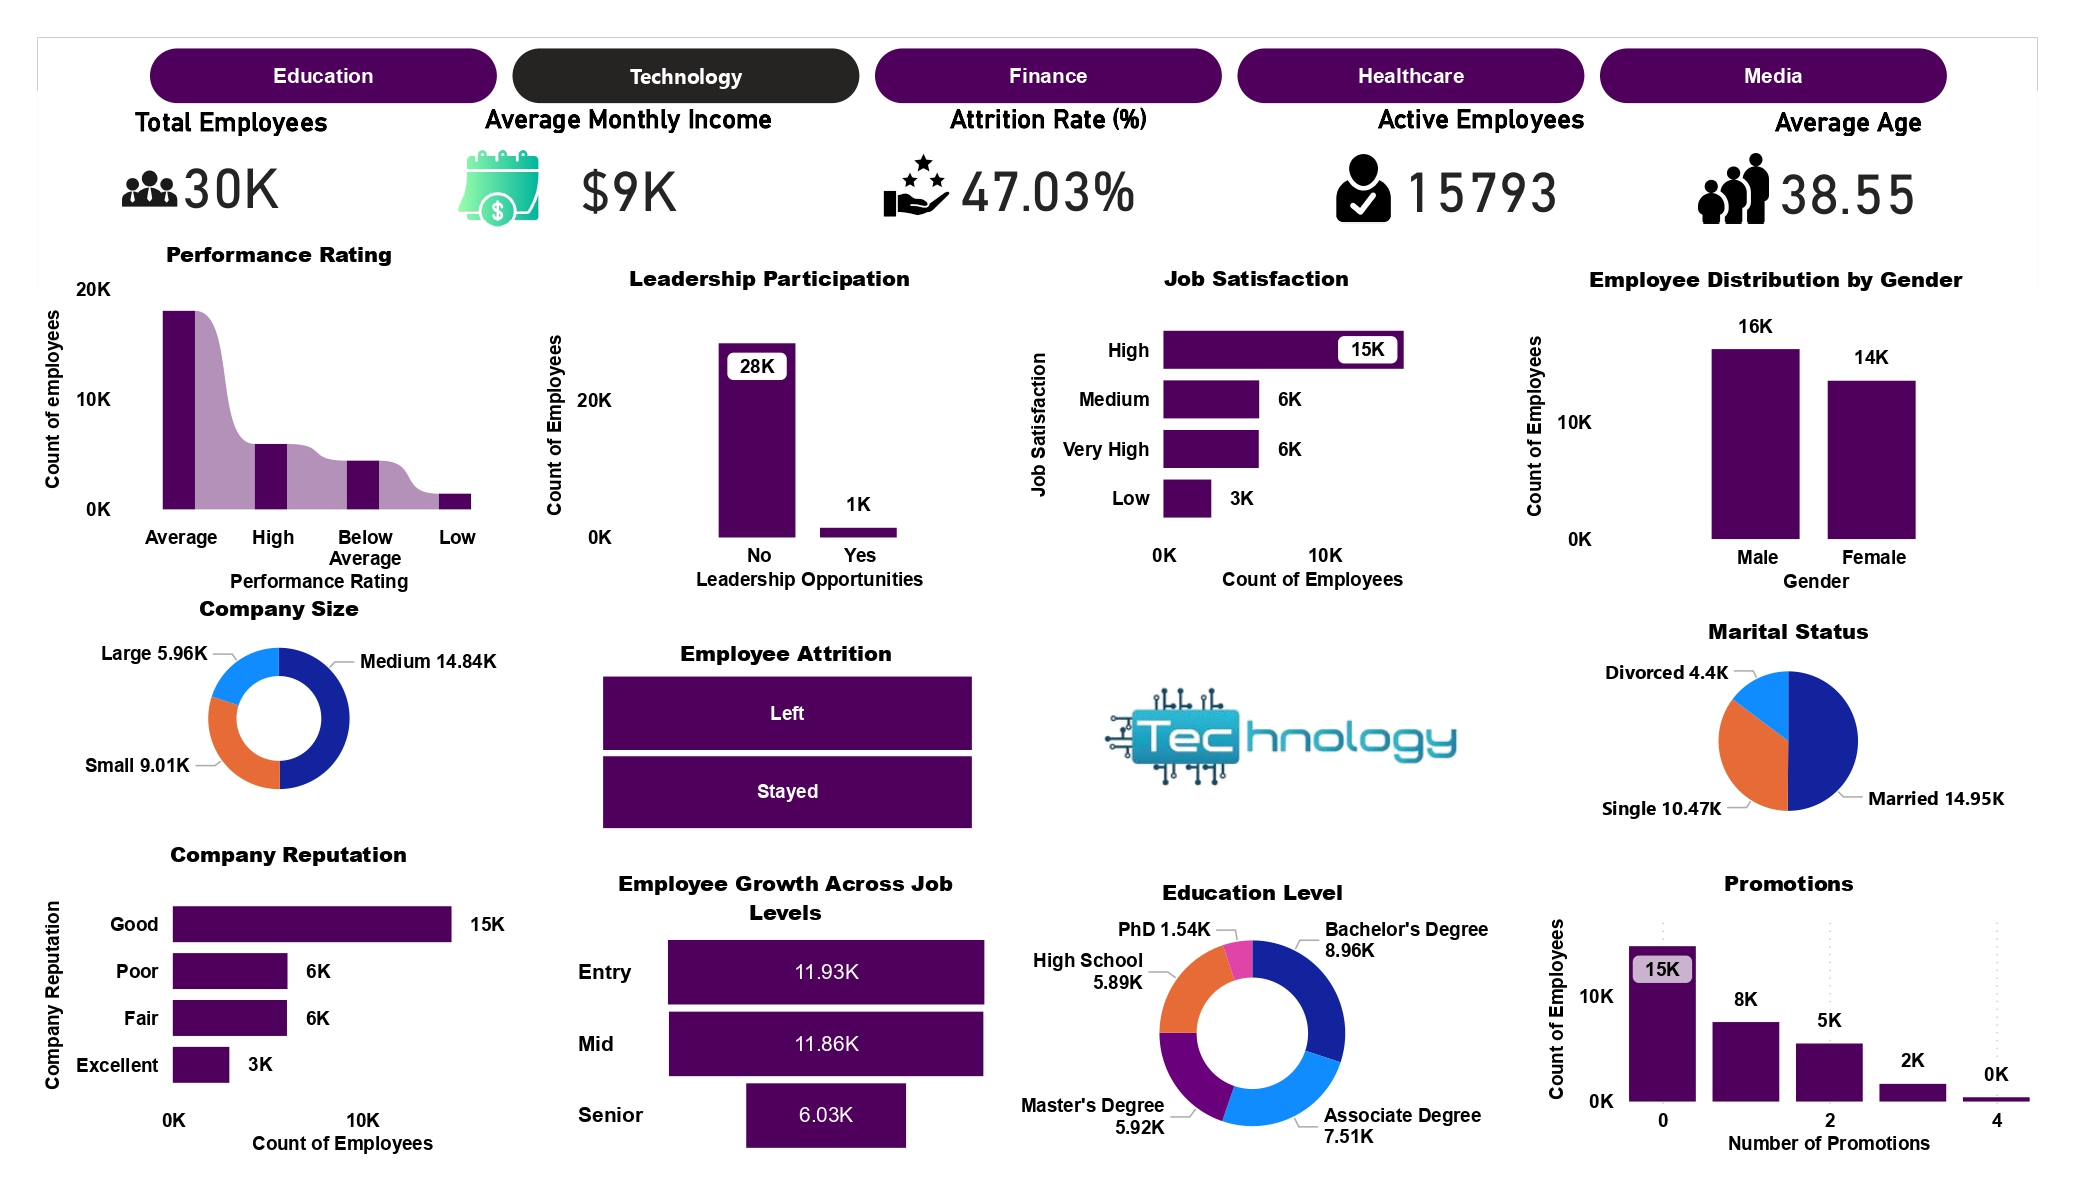 Education
Technology
Finance
Healthcare
Media
Total Employees
Average Monthly Income
Attrition Rate (%)
Active Employees
Average Age
30K
$
$9K
47.03%
15793
38.55
Performance Rating
Count of employees
20K
10K
0K
Average
High
Below
Average
Low
Performance Rating
Leadership Participation
Count of Employees
20K
0K
28K
1K
No
Yes
Leadership Opportunities
Job Satisfaction
Job Satisfaction
High
15K
Medium
6K
Very High
6K
Low
3K
0K
10K
Count of Employees
Employee Distribution by Gender
Count of Employees
10K
0K
16K
14K
Male
Female
Gender
Company Size
Large 5.96K
Medium 14.84K
Small 9.01K
Employee Attrition
Left
Stayed
Technology
Marital Status
Divorced 4.4K
Single 10.47K
Married 14.95K
Company Reputation
Company Reputation
Good
15K
Poor
6K
Fair
6K
Excellent
3K
0K
10K
Count of Employees
Employee Growth Across Job
Levels
Entry
11.93K
Mid
11.86K
Senior
6.03K
Education Level
PhD 1.54K
Bachelor's Degree
8.96K
High School
5.89K
Master's Degree
5.92K
Associate Degree
7.51K
Promotions
Count of Employees
10K
0K
15K
8K
5K
2K
0K
0
2
4
Number of Promotions